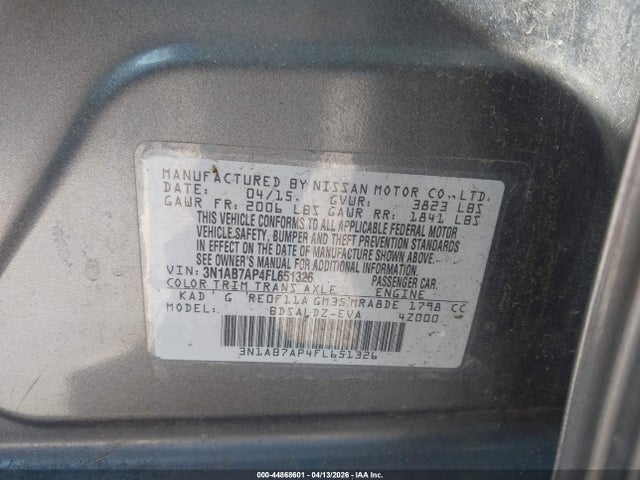 MANUFACTURED BY NISSAN MOTOR CO.,LTD.
DATE: 04/15. GVWR: 3823 LBS
GAWR FR: 2006 LBS GAWR RR: 1841 LBS
THIS VEHICLE CONFORMS TO ALL APPLICABLE FEDERAL MOTOR
VEHICLE SAFETY, BUMPER AND THEFT PREVENTION STANDARDS
IN EFFECT ON THE DATE OF MANUFACTURE SHOWN ABOVE.
SEE OWNER'S MANUAL FOR FURTHER INFORMATION
VIN: 3N1AB7AP4FL651326 PASSENGER CAR.
COLOR TRIM TRANS AXLE ENGINE
KAD G RE0F11A GM35 MRA8DE 1798 CC
MODEL: BDSALDZ-EVA 4Z000
3N1AB7AP4FL651326
000-44868601 | 04/13/2026 - IAA, Inc.